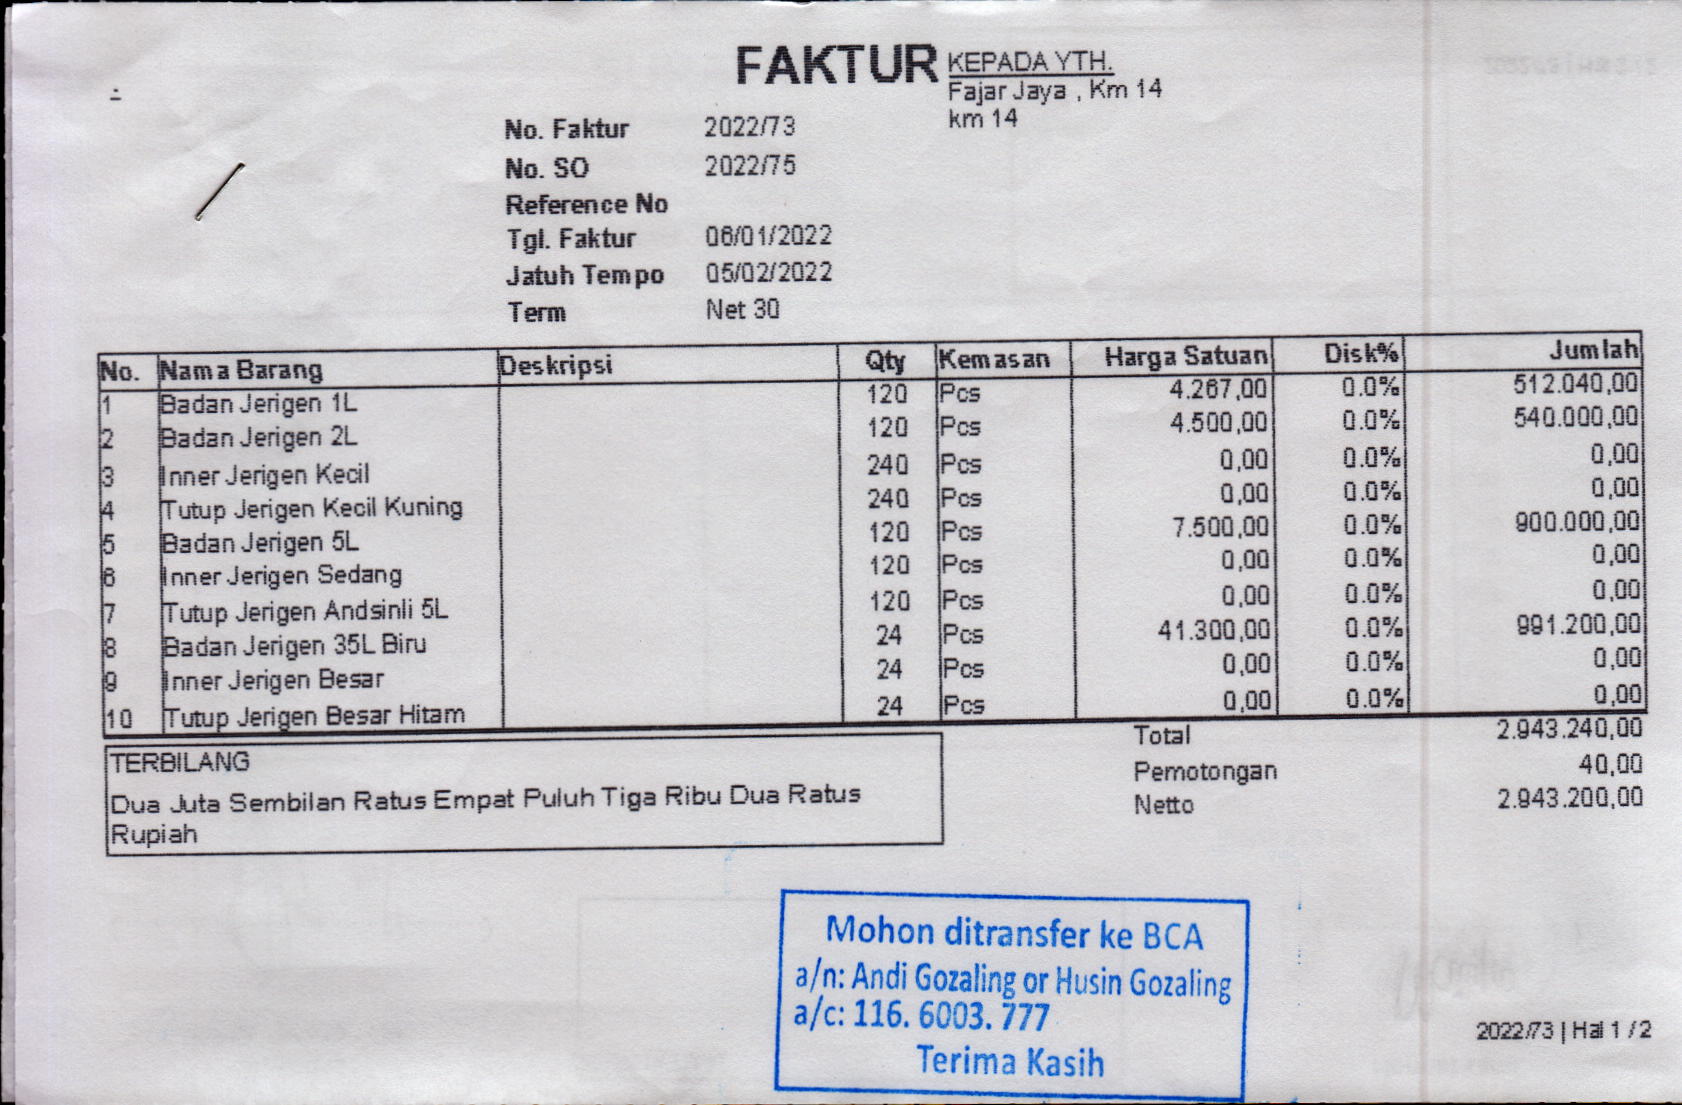 FAKTUR
KEPADA YTH.
Fajar Jaya , Km 14
km 14
No. Faktur 2022/73
No. SO 2022/75
Reference No
Tgl. Faktur 06/01/2022
Jatuh Tempo 05/02/2022
Term Net 30
No. Nama Barang Deskripsi Qty Kemasan Harga Satuan Disk% Jumlah
1 Badan Jerigen 1L 120 Pcs 4.267,00 0.0% 512.040,00
2 Badan Jerigen 2L 120 Pcs 4.500,00 0.0% 540.000,00
3 Inner Jerigen Kecil 240 Pcs 0,00 0.0% 0,00
4 Tutup Jerigen Kecil Kuning 240 Pcs 0,00 0.0% 0,00
5 Badan Jerigen 5L 120 Pcs 7.500,00 0.0% 900.000,00
6 Inner Jerigen Sedang 120 Pcs 0,00 0.0% 0,00
7 Tutup Jerigen Andsinli 5L 120 Pcs 0,00 0.0% 0,00
8 Badan Jerigen 35L Biru 24 Pcs 41.300,00 0.0% 991.200,00
9 Inner Jerigen Besar 24 Pcs 0,00 0.0% 0,00
10 Tutup Jerigen Besar Hitam 24 Pcs 0,00 0.0% 0,00
Total 2.943.240,00
Pemotongan 40,00
Netto 2.943.200,00
TERBILANG
Dua Juta Sembilan Ratus Empat Puluh Tiga Ribu Dua Ratus
Rupiah
Mohon ditransfer ke BCA
a/n: Andi Gozaling or Husin Gozaling
a/c: 116. 6003. 777
Terima Kasih
2022/73 | Hal 1 / 2